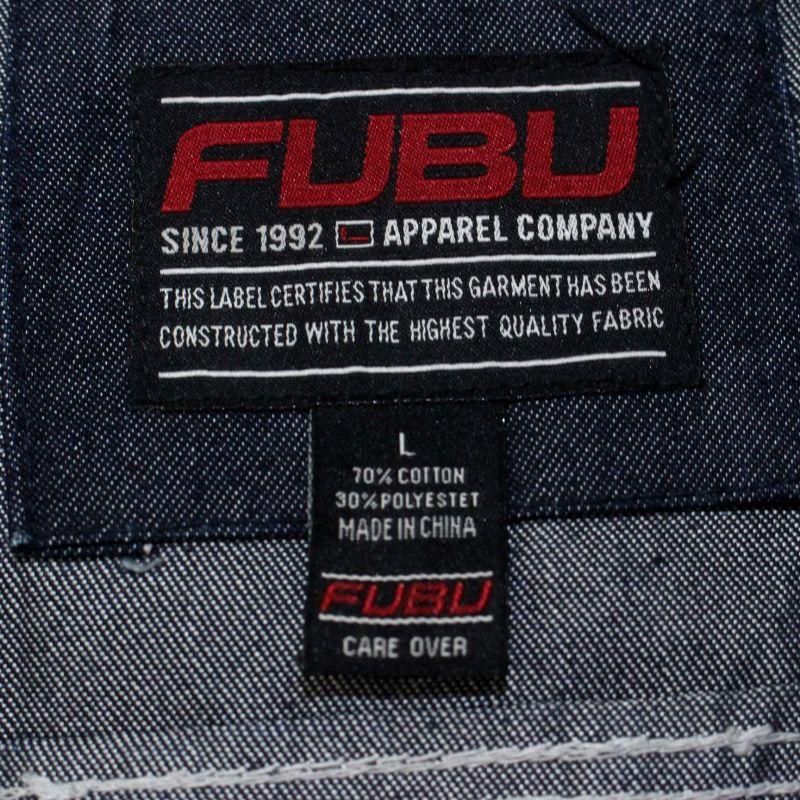 FUBU
SINCE 1992 APPAREL COMPANY
THIS LABEL CERTIFIES THAT THIS GARMENT HAS BEEN
CONSTRUCTED WITH THE HIGHEST QUALITY FABRIC
L
70% COTTON
30% POLYESTET
MADE IN CHINA
FUBU
CARE OVER